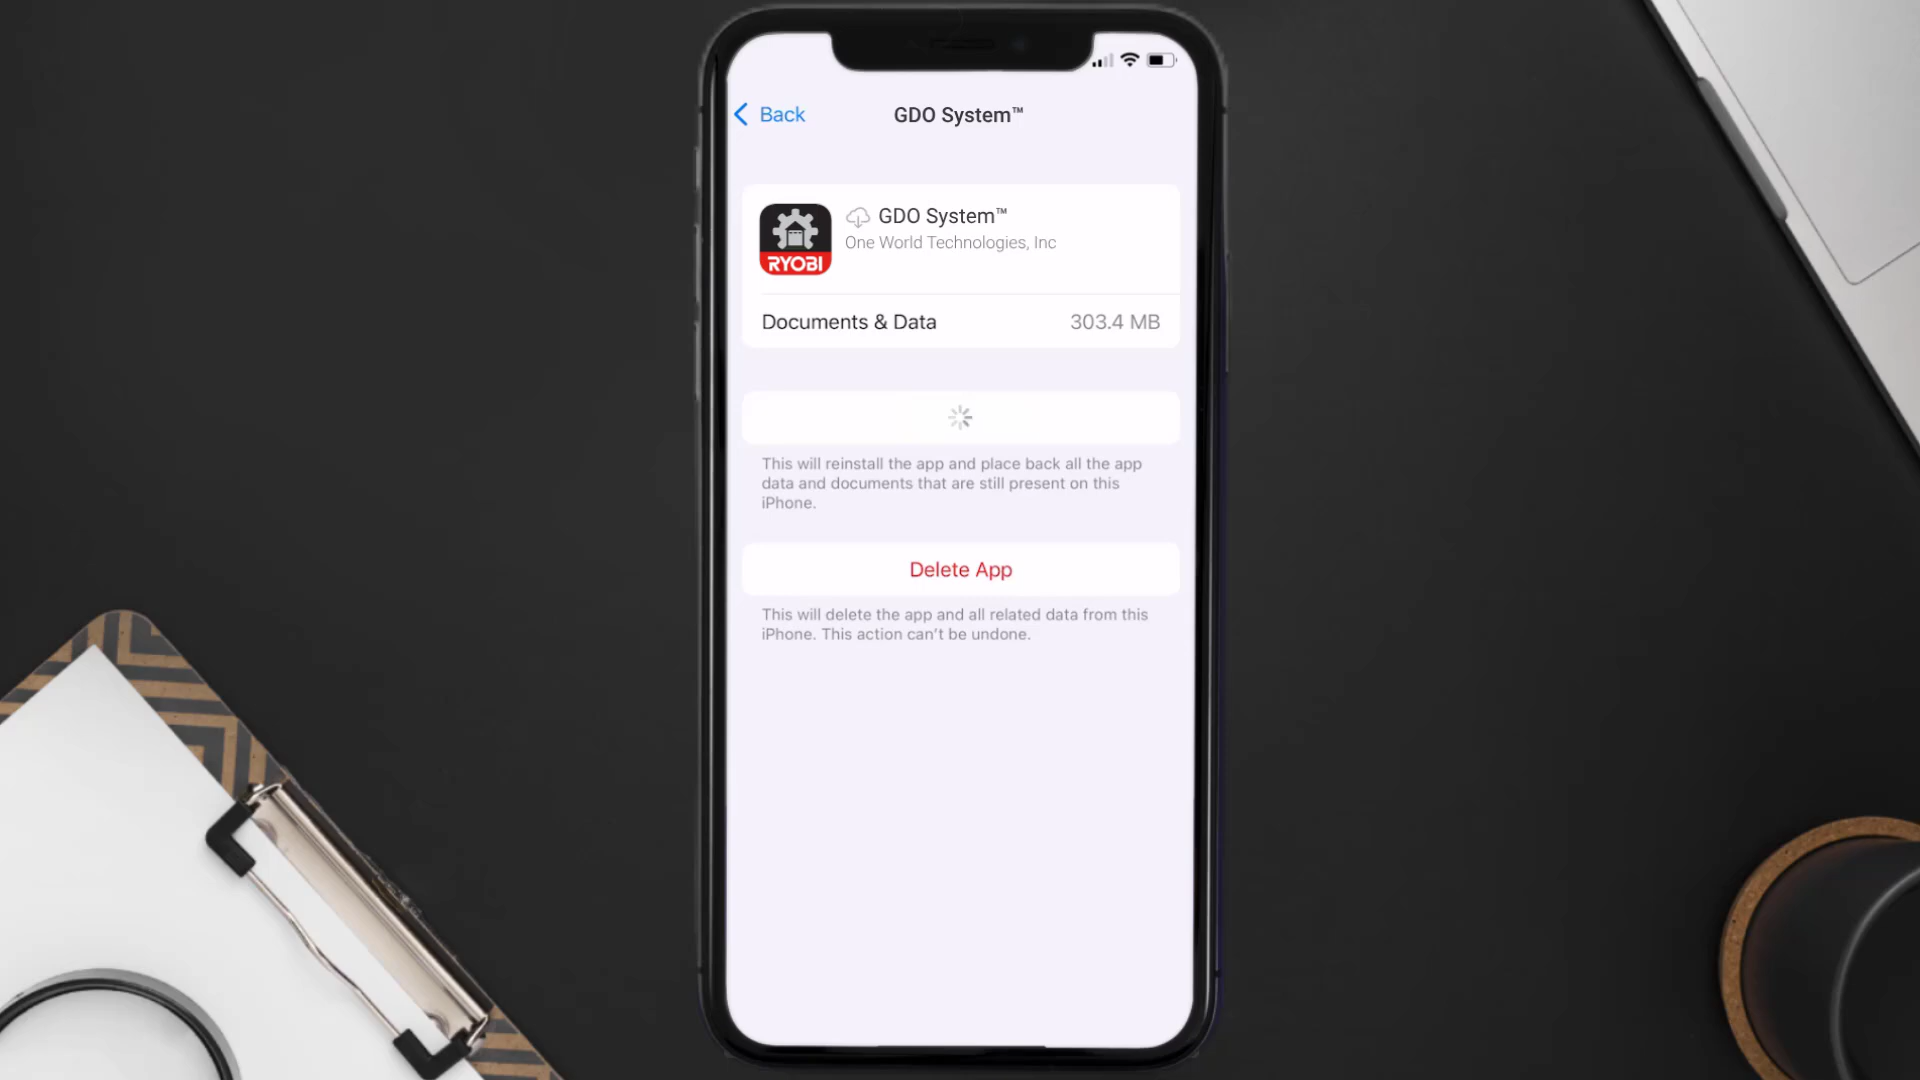 Back
GDO System™
GDO System™
RYOBI
One World Technologies, Inc
Documents & Data
303.4 MB
This will reinstall the app and place back all the app
data and documents that are still present on this
iPhone.
Delete App
This will delete the app and all related data from this
iPhone. This action can't be undone.